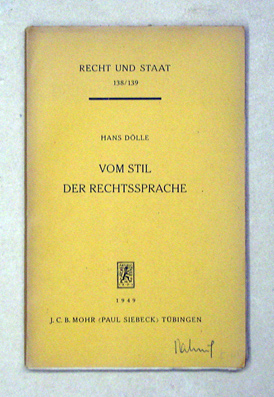 RECHT UND STAAT
138/139
HANS DÖLLE
VOM STIL
DER RECHTSSPRACHE
1949
J. C. B. MOHR (PAUL SIEBECK) TÜBINGEN